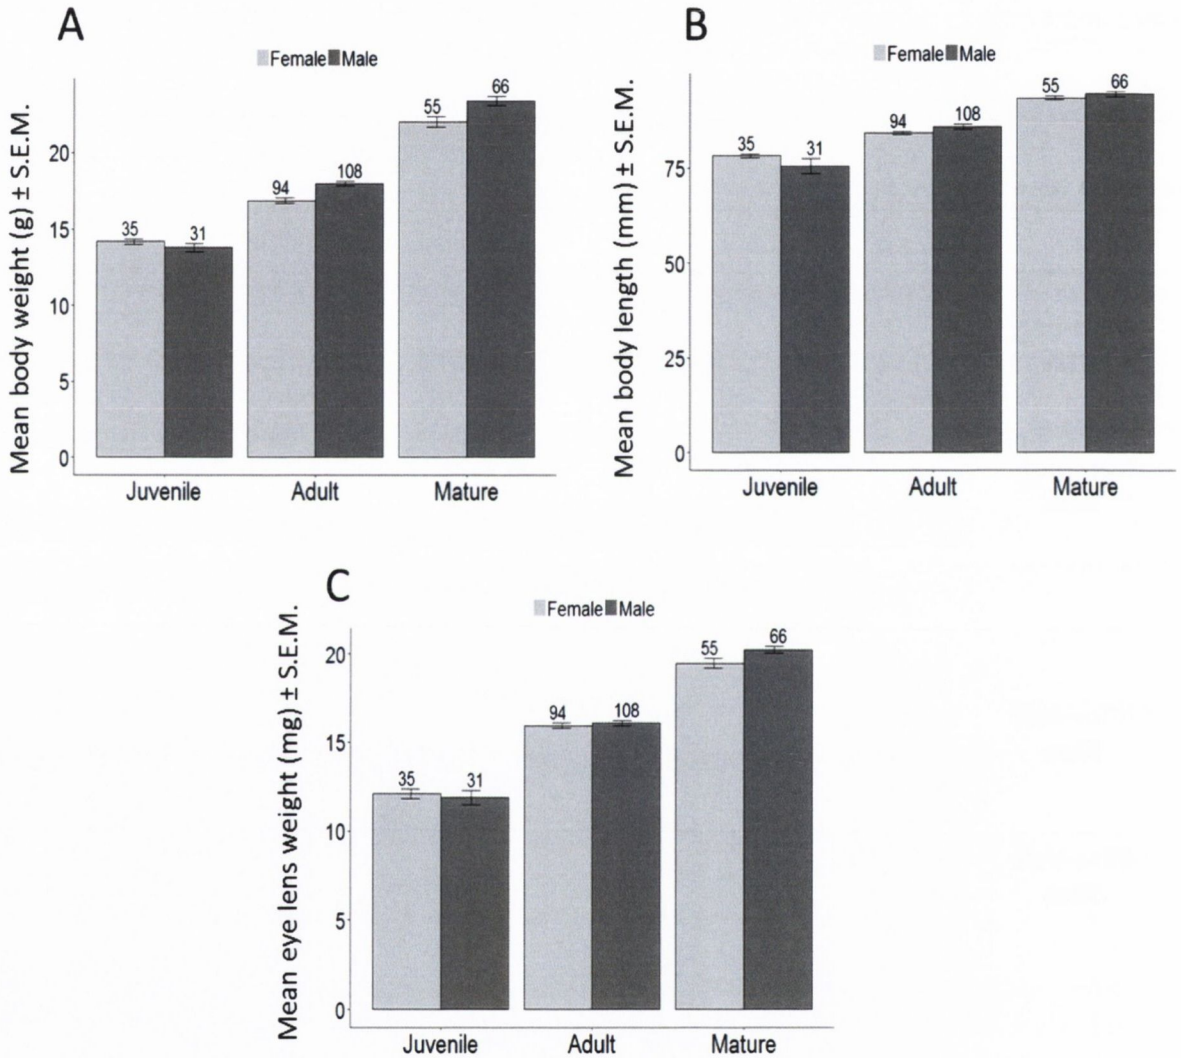 A
Female Male
Mean body weight (g) ± S.E.M.
20
15
10
5
0
35
31
94
108
55
66
Juvenile Adult Mature
B
Female Male
Mean body length (mm) ± S.E.M.
75
50
25
0
35
31
94
108
55
66
Juvenile Adult Mature
C
Female Male
Mean eye lens weight (mg) ± S.E.M.
20
15
10
5
0
35
31
94
108
55
66
Juvenile Adult Mature